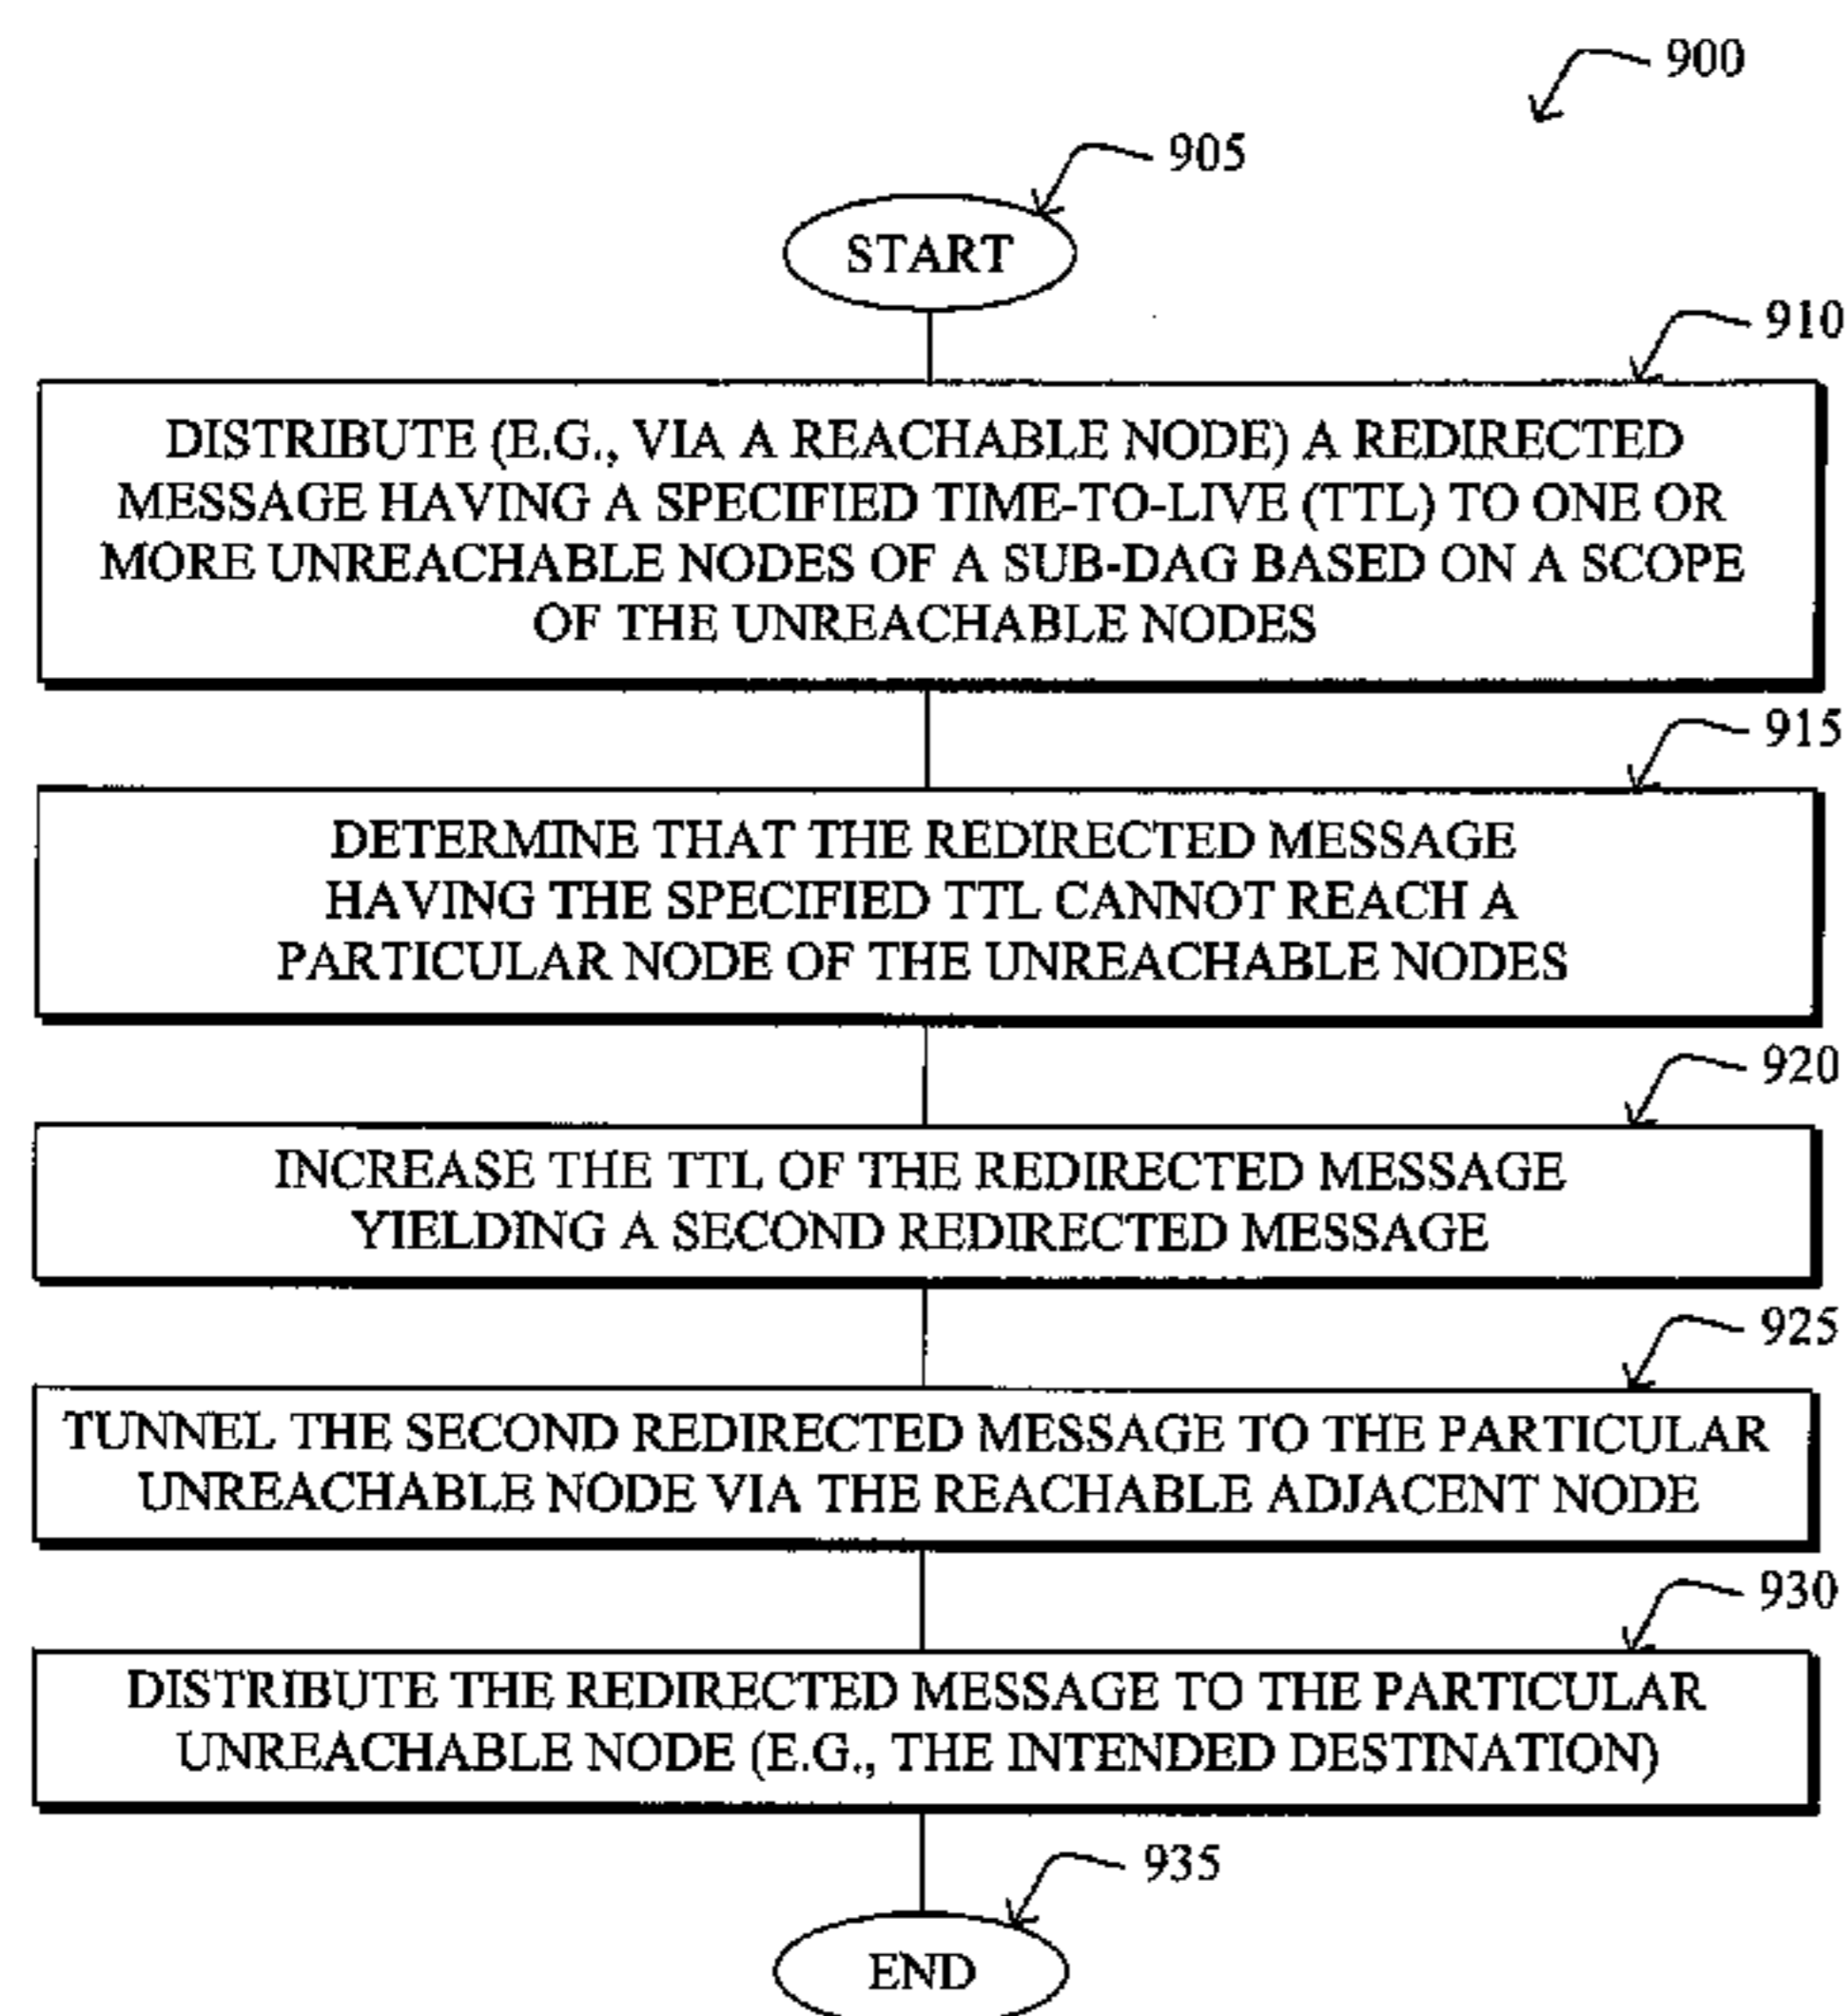 900
905
START
910
DISTRIBUTE (E.G., VIA A REACHABLE NODE) A REDIRECTED
MESSAGE HAVING A SPECIFIED TIME-TO-LIVE (TTL) TO ONE OR
MORE UNREACHABLE NODES OF A SUB-DAG BASED ON A SCOPE
OF THE UNREACHABLE NODES
915
DETERMINE THAT THE REDIRECTED MESSAGE
HAVING THE SPECIFIED TTL CANNOT REACH A
PARTICULAR NODE OF THE UNREACHABLE NODES
920
INCREASE THE TTL OF THE REDIRECTED MESSAGE
YIELDING A SECOND REDIRECTED MESSAGE
925
TUNNEL THE SECOND REDIRECTED MESSAGE TO THE PARTICULAR
UNREACHABLE NODE VIA THE REACHABLE ADJACENT NODE
930
DISTRIBUTE THE REDIRECTED MESSAGE TO THE PARTICULAR
UNREACHABLE NODE (E.G., THE INTENDED DESTINATION)
935
END